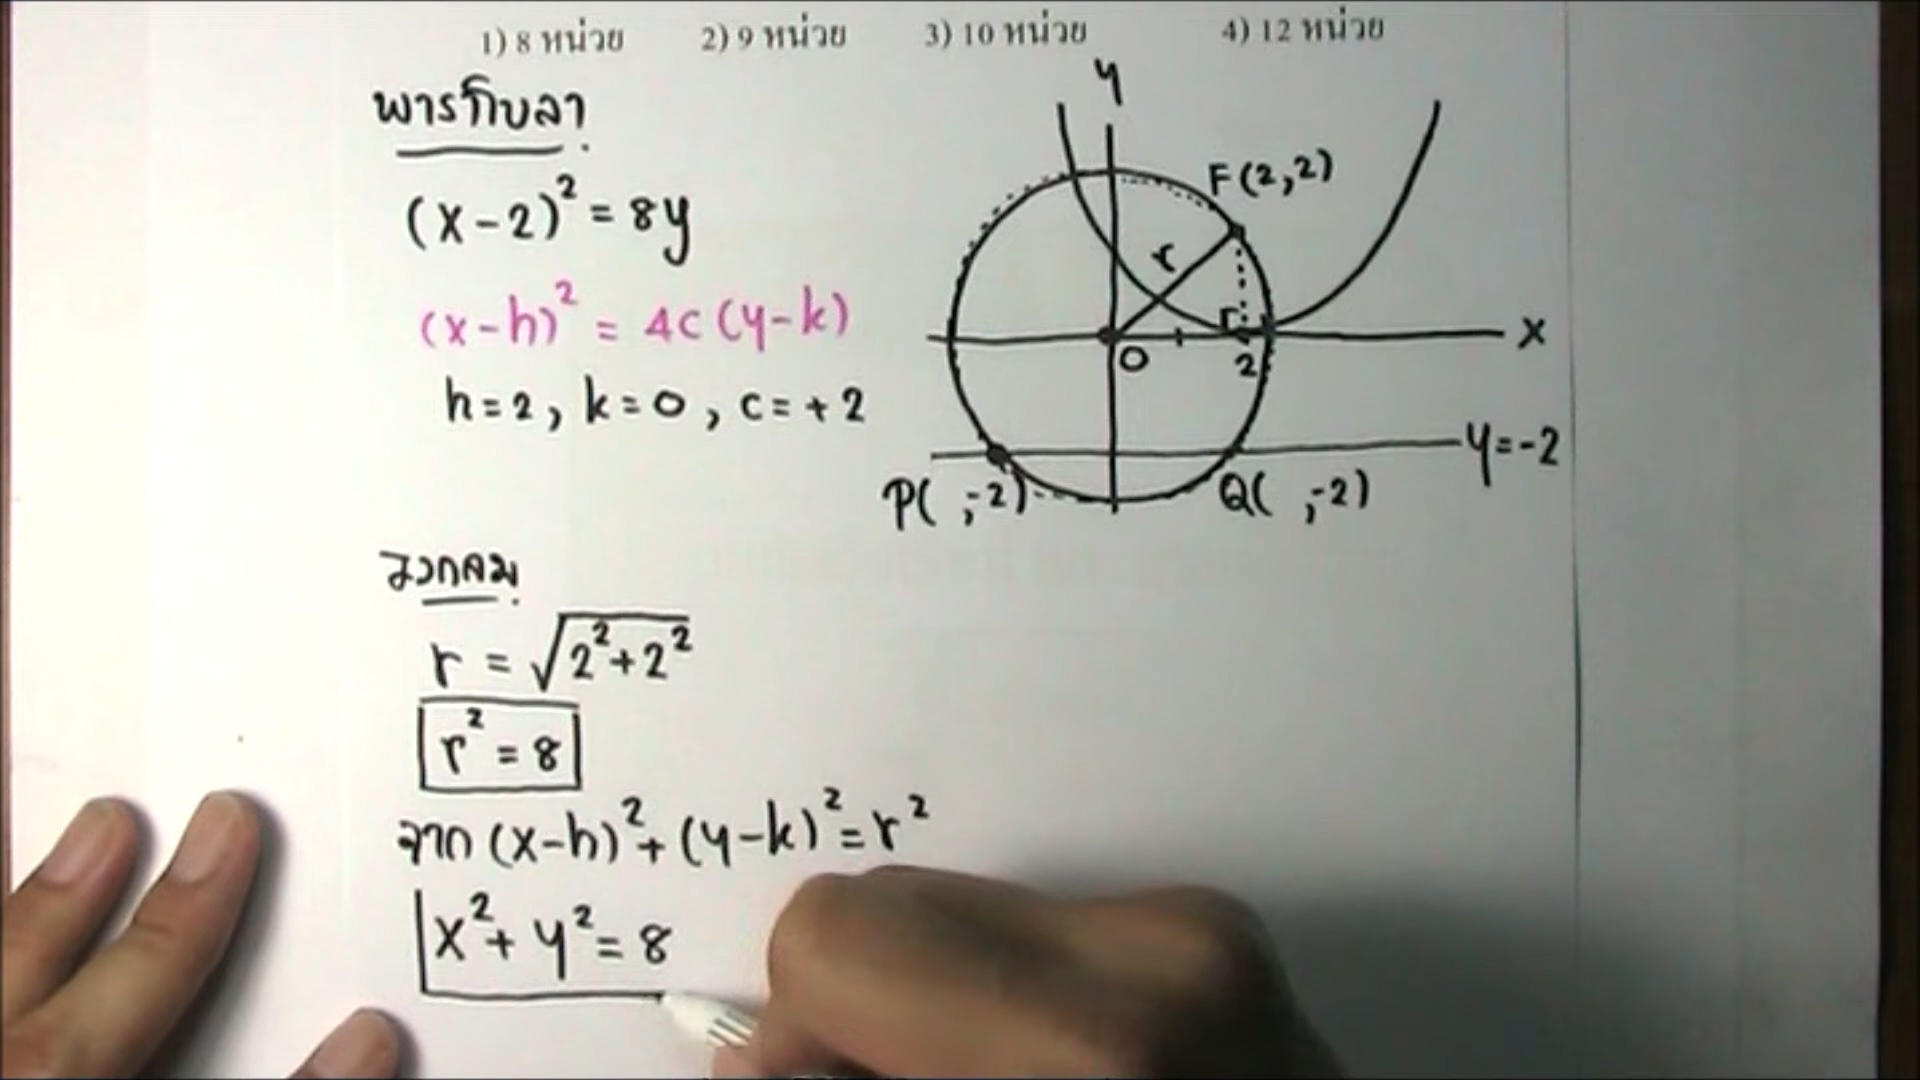 1) 8 หน่วย 2) 9 หน่วย 3) 10 หน่วย 4) 12 หน่วย
พาราโบลา
(x-2)² = 8y
(x-h)² = 4c(y-k)
h=2, k=0, c=+2
y
F(2,2)
r
x
0
2
y=-2
P( ,-2)
Q( ,-2)
วงกลม
r = √2²+2²
r² = 8
จาก (x-h)²+(y-k)²=r²
x²+y²=8